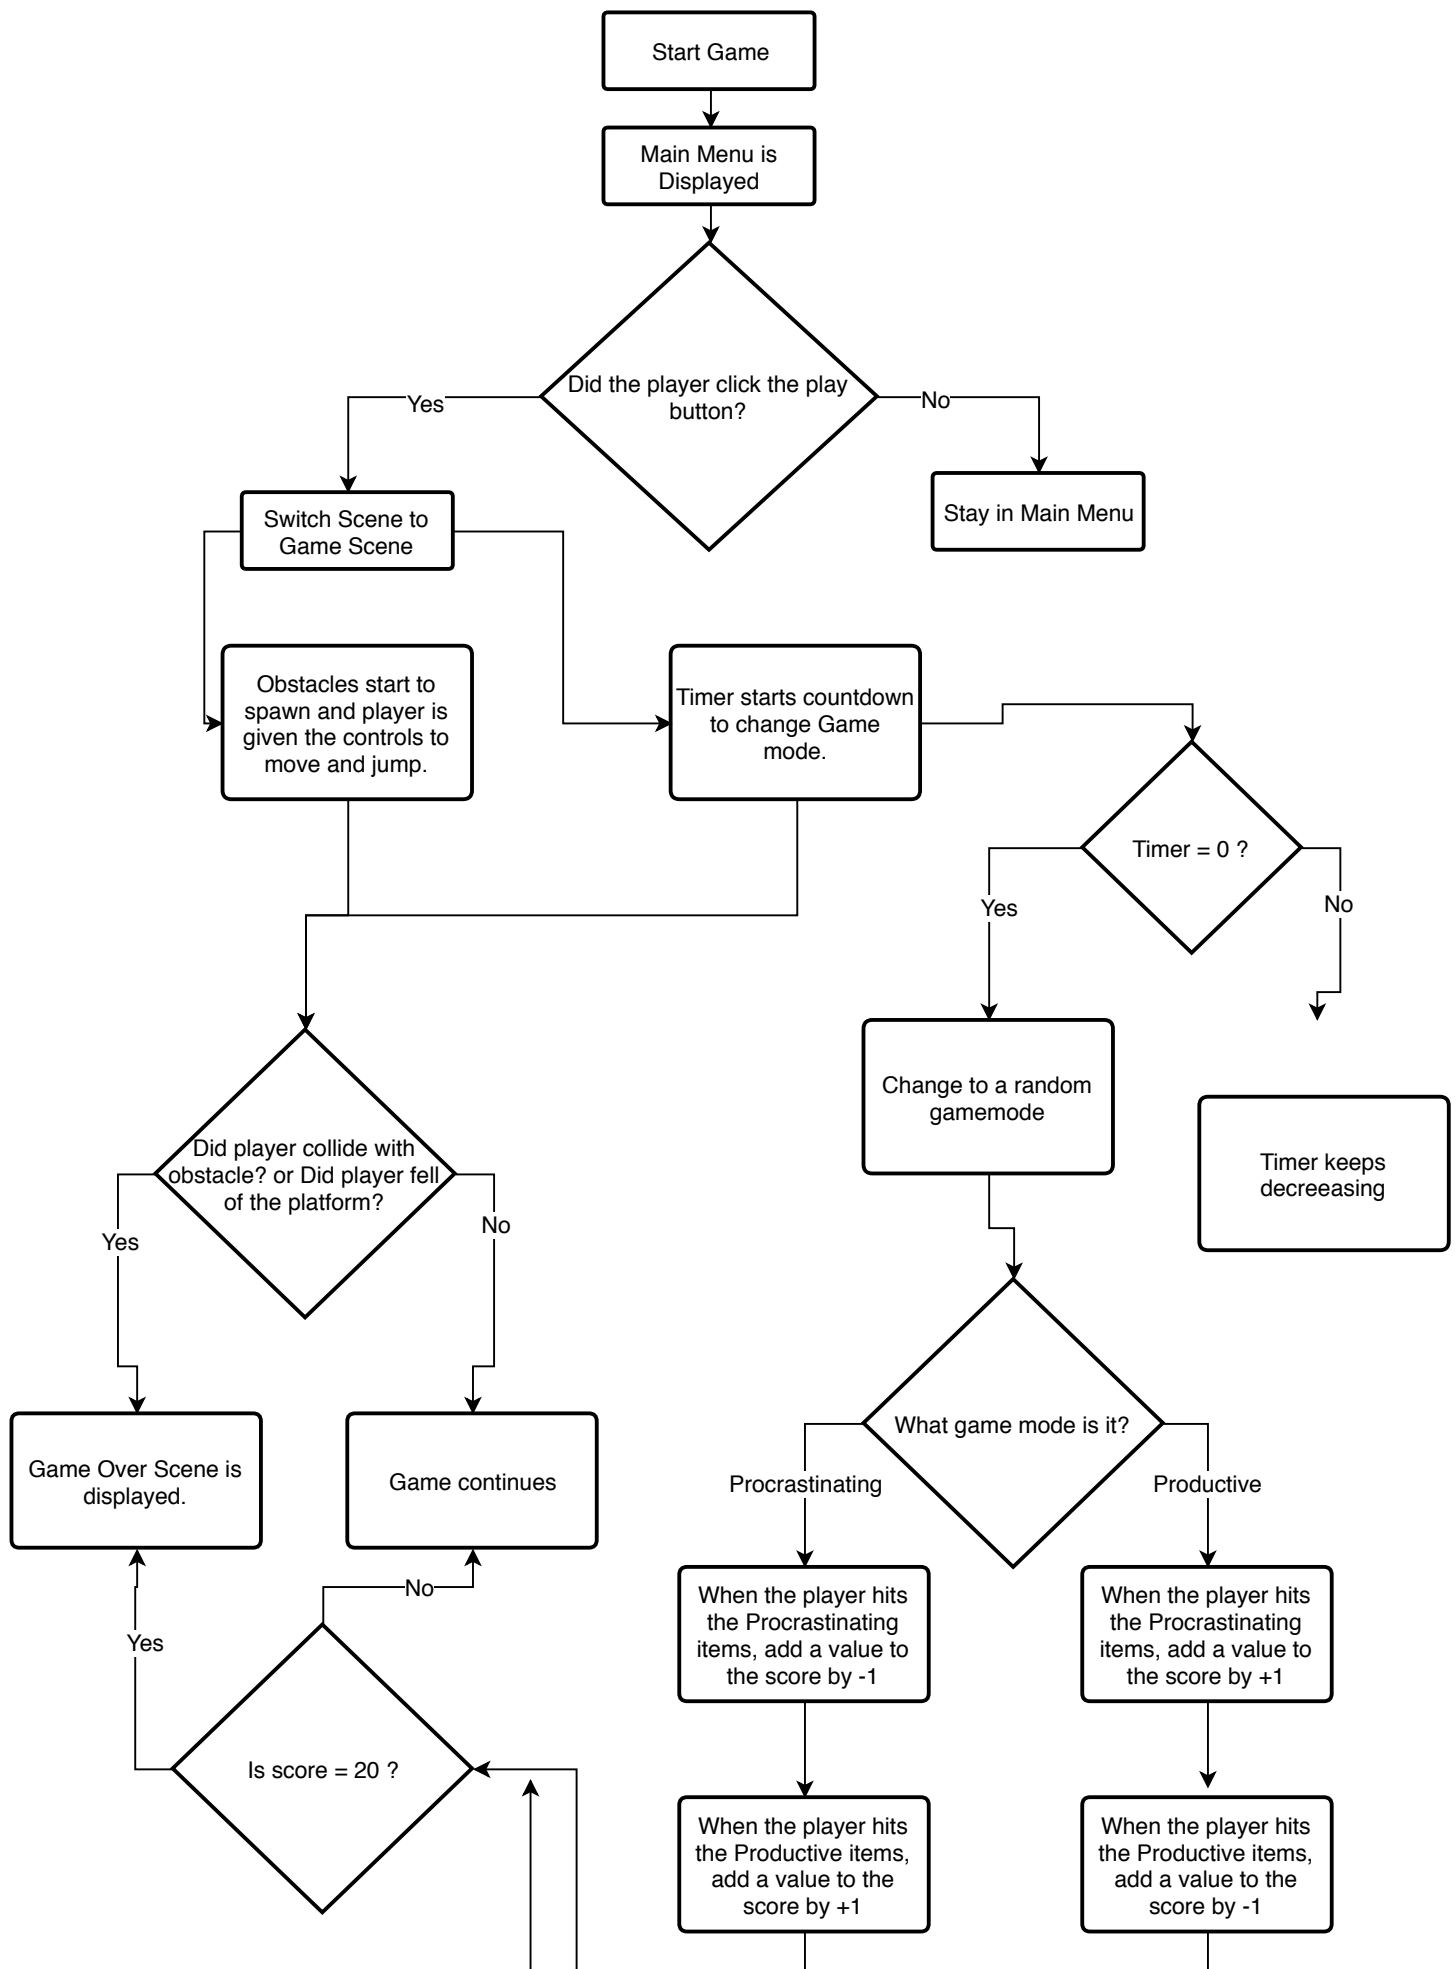 Start Game
Main Menu is
Displayed
Did the player click the play
button?
Yes
No
Switch Scene to
Game Scene
Stay in Main Menu
Obstacles start to
spawn and player is
given the controls to
move and jump.
Timer starts countdown
to change Game
mode.
Timer = 0 ?
Yes
No
Change to a random
gamemode
Timer keeps
decreeasing
Did player collide with
obstacle? or Did player fell
of the platform?
Yes
No
What game mode is it?
Procrastinating
Productive
Game Over Scene is
displayed.
Game continues
No
Yes
Is score = 20 ?
When the player hits
the Procrastinating
items, add a value to
the score by -1
When the player hits
the Procrastinating
items, add a value to
the score by +1
When the player hits
the Productive items,
add a value to the
score by +1
When the player hits
the Productive items,
add a value to the
score by -1